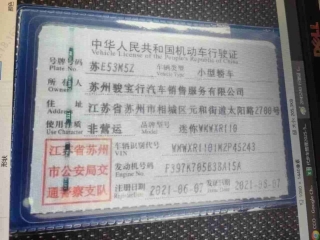 中华人民共和国机动车行驶证
Vehicle License of the People's Republic of China
号牌号码 苏E53M5Z 车辆类型 小型轿车
Plate No. Vehicle Type
所有人 苏州骏宝行汽车销售服务有限公司
Owner
住址 江苏省苏州市相城区元和街道太阳路2788号
Address
使用性质 非营运 品牌型号 迷你WMWXR110
Use Character Model
江苏省苏州市公安局交通警察支队
车辆识别代号
VIN
发动机号码
Engine No.
注册日期 2021-06-07 发证日期 2021-06-07